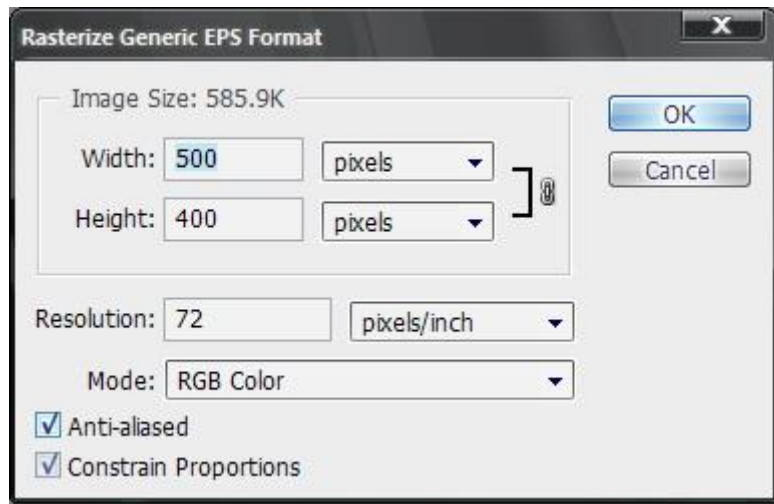 Rasterize Generic EPS Format
X
Image Size: 585.9K
OK
Width: 500 pixels
Cancel
Height: 400 pixels
Resolution: 72 pixels/inch
Mode: RGB Color
Anti-aliased
Constrain Proportions